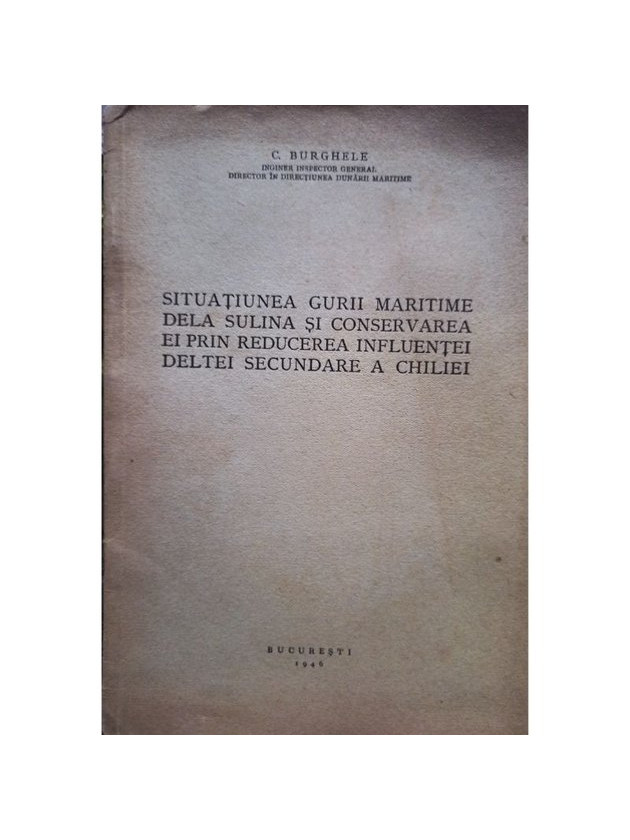 C. BURGHELE
INGINER INSPECTOR GENERAL
DIRECTOR ÎN DIRECȚIUNEA DUNĂRII MARITIME
SITUAȚIUNEA GURII MARITIME
DELA SULINA ȘI CONSERVAREA
EI PRIN REDUCEREA INFLUENȚEI
DELTEI SECUNDARE A CHILIEI
BUCUREȘTI
1946